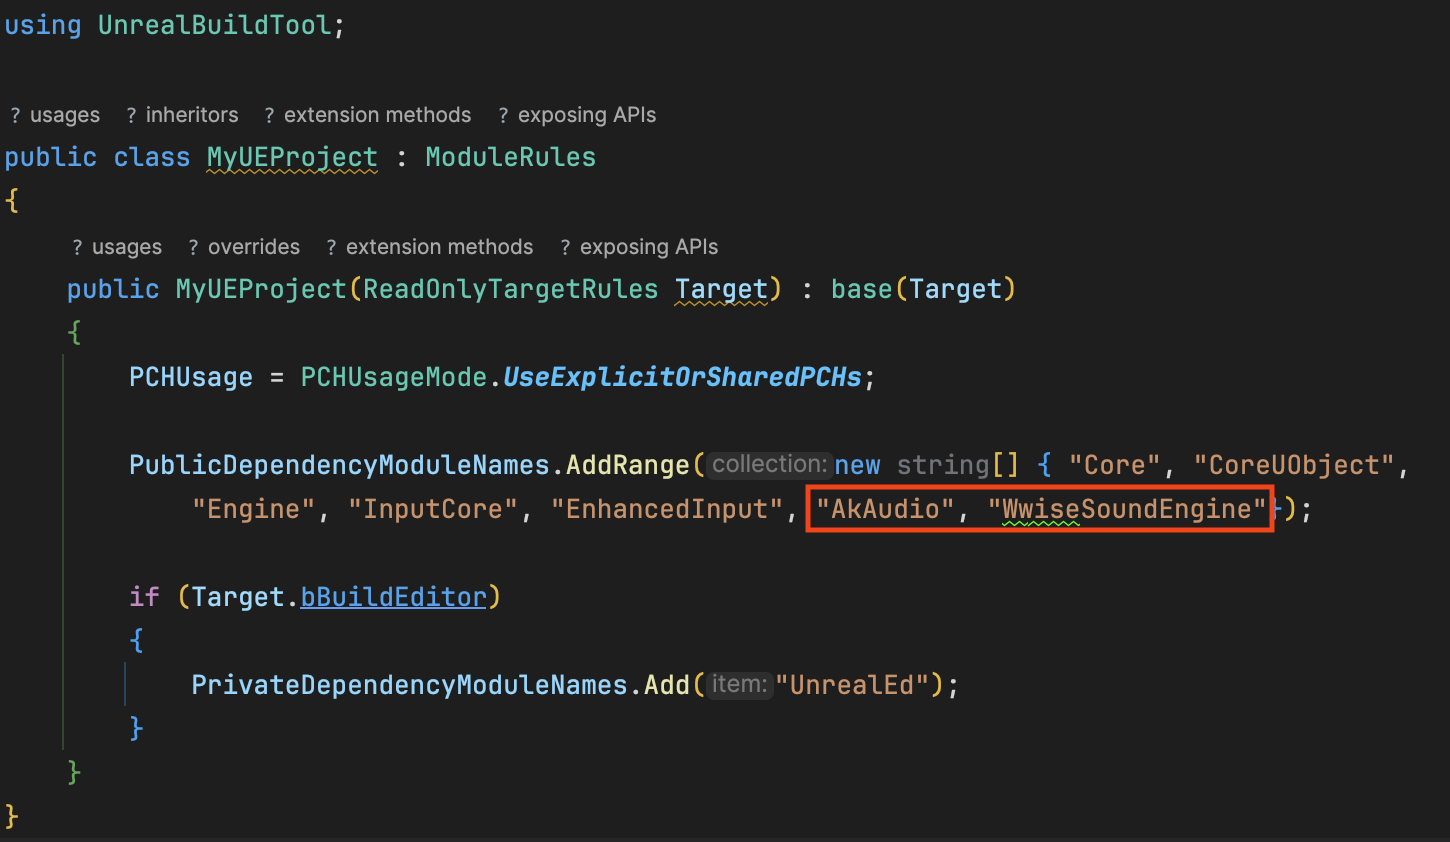 using UnrealBuildTool;
? usages ? inheritors ? extension methods ? exposing APIs
public class MyUEProject : ModuleRules
{
? usages ? overrides ? extension methods ? exposing APIs
public MyUEProject(ReadOnlyTargetRules Target) : base(Target)
{
PCHUsage = PCHUsageMode.UseExplicitOrSharedPCHs;
PublicDependencyModuleNames.AddRange(collection: new string[] { "Core", "CoreUObject",
"Engine", "InputCore", "EnhancedInput", "AkAudio", "WwiseSoundEngine"});
if (Target.bBuildEditor)
{
PrivateDependencyModuleNames.Add(item: "UnrealEd");
}
}
}